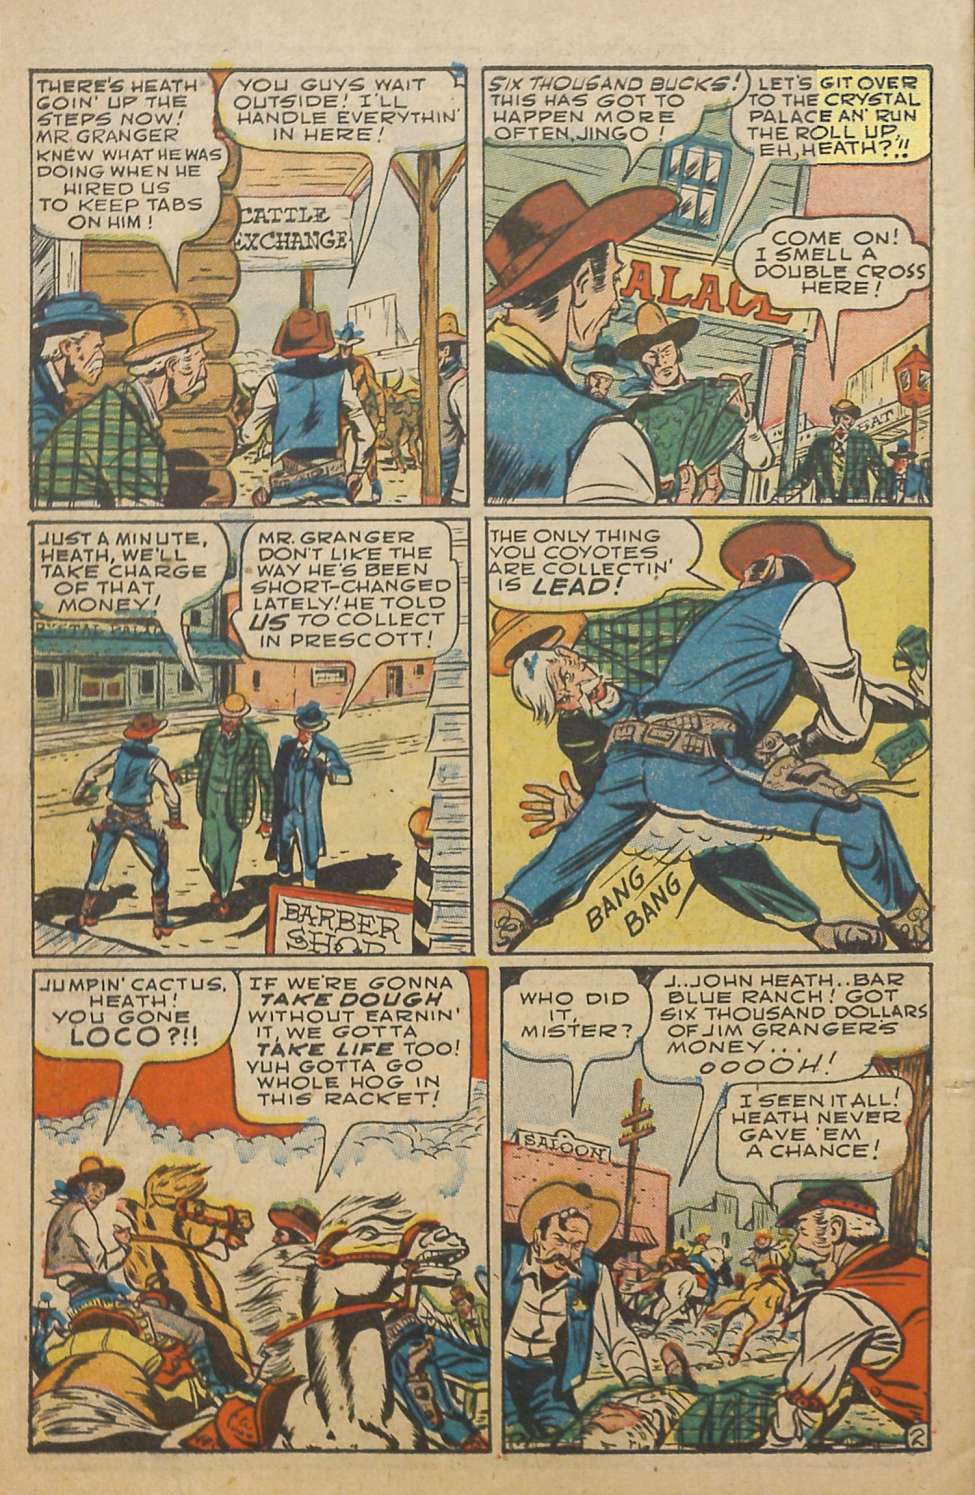 THERE'S HEATH
GOIN' UP THE
STEPS NOW!
MR. GRANGER
KNEW WHAT HE WAS
DOING WHEN HE
HIRED US
TO KEEP TABS
ON HIM!
YOU GUYS WAIT
OUTSIDE! I'LL
HANDLE EVERYTHIN'
IN HERE!
CATTLE
EXCHANGE
SIX THOUSAND BUCKS!
THIS HAS GOT TO
HAPPEN MORE
OFTEN, JINGO!
LET'S GIT OVER
TO THE CRYSTAL
PALACE AN' RUN
THE ROLL UP,
EH, HEATH?!!
COME ON!
I SMELL A
DOUBLE CROSS
HERE!
ALACE
JUST A MINUTE,
HEATH, WE'LL
TAKE CHARGE
OF THAT
MONEY!
MR. GRANGER
DON'T LIKE THE
WAY HE'S BEEN
SHORT-CHANGED
LATELY! HE TOLD
US TO COLLECT
IN PRESCOTT!
YSTAL PALA
BARBER
SHOP
THE ONLY THING
YOU COYOTES
ARE COLLECTIN'
IS LEAD!
BANG
BANG
JUMPIN' CACTUS,
HEATH!
YOU GONE
LOCO?!!
IF WE'RE GONNA
TAKE DOUGH
WITHOUT EARNIN'
IT, WE GOTTA
TAKE LIFE TOO!
YUH GOTTA GO
WHOLE HOG IN
THIS RACKET!
WHO DID
IT,
MISTER?
J..JOHN HEATH..BAR
BLUE RANCH! GOT
SIX THOUSAND DOLLARS
OF JIM GRANGER'S
MONEY...
OOOOH!
I SEEN IT ALL!
HEATH NEVER
GAVE 'EM
A CHANCE!
SALOON
2